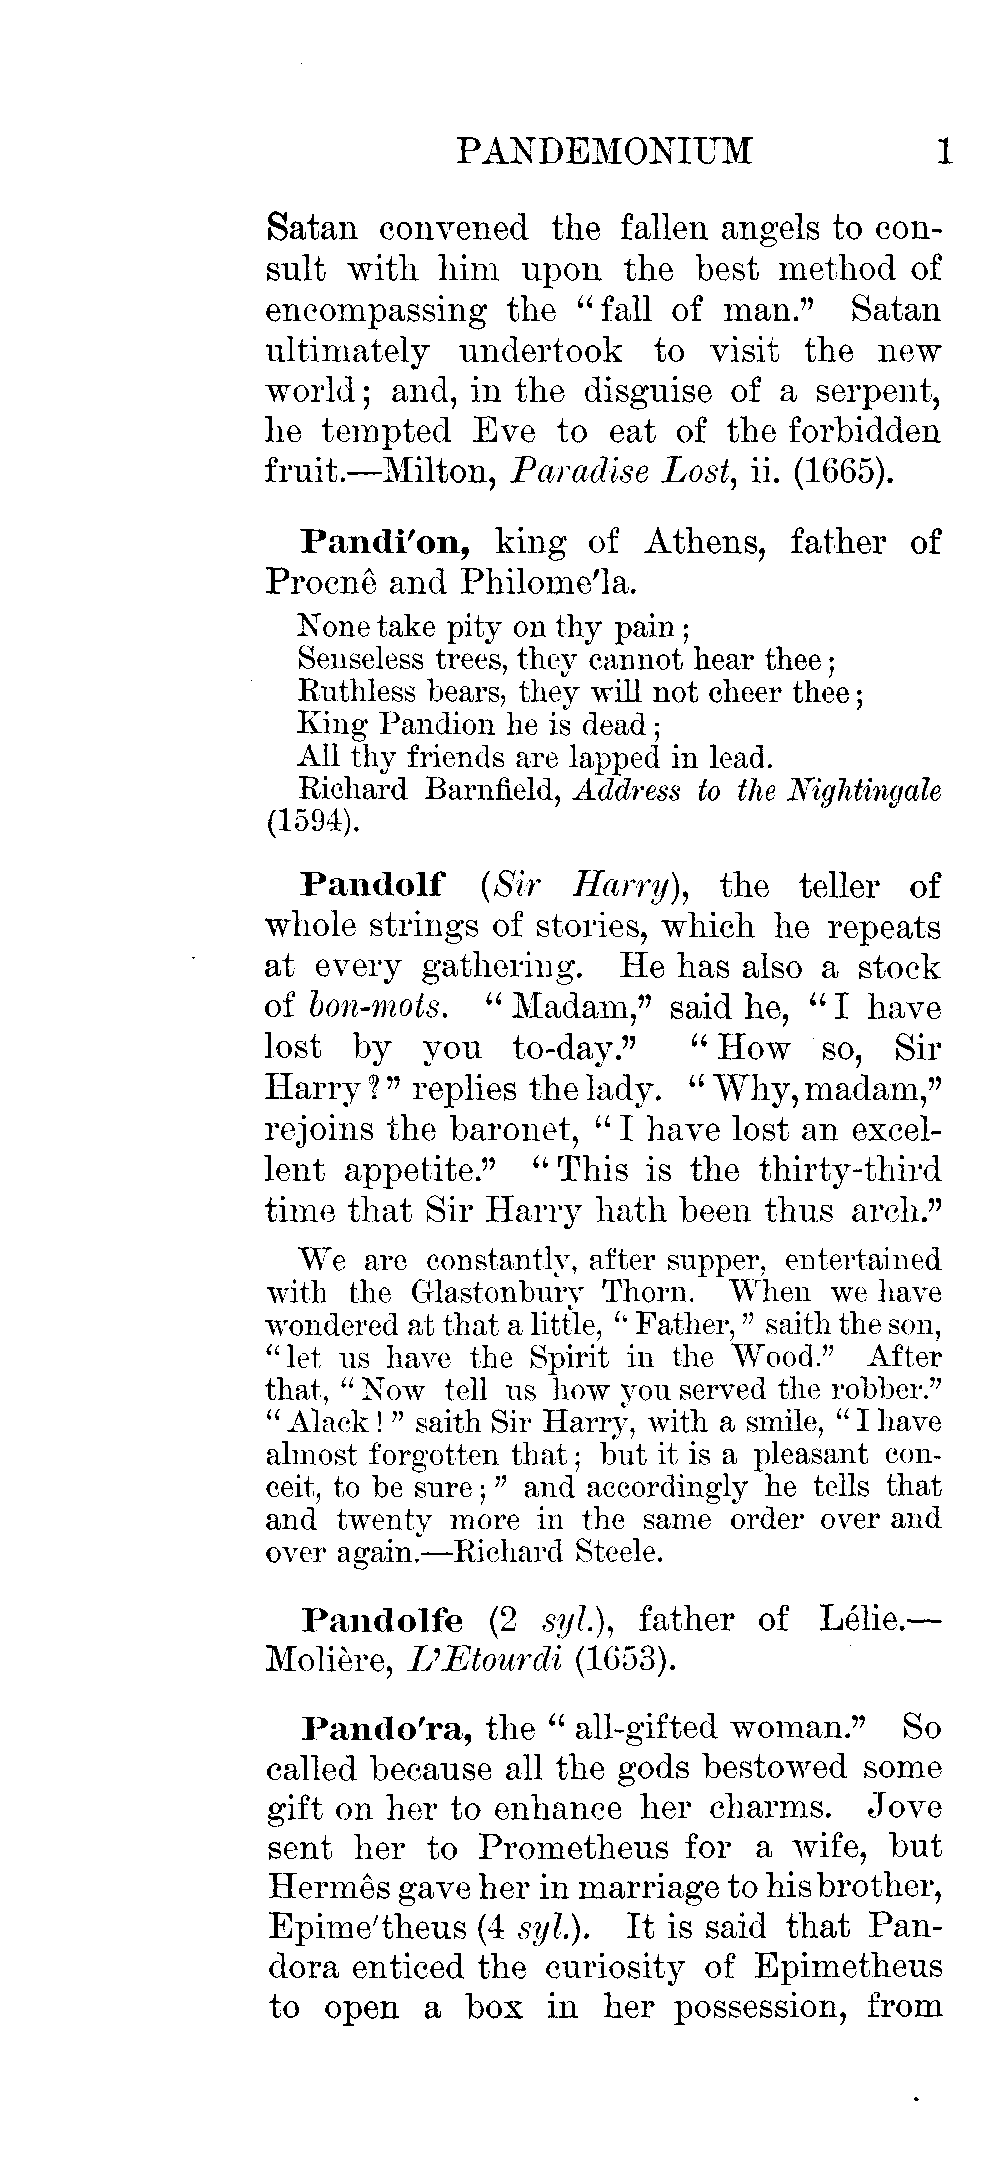 PANDEMONIUM 1
Satan convened the fallen angels to con-
sult with him upon the best method of
encompassing the “fall of man.” Satan
ultimately undertook to visit the new
world; and, in the disguise of a serpent,
he tempted Eve to eat of the forbidden
fruit.—Milton, Paradise Lost, ii. (1665).
Pandi′on, king of Athens, father of
Procnê and Philome′la.
None take pity on thy pain;
Senseless trees, they cannot hear thee;
Ruthless bears, they will not cheer thee;
King Pandion he is dead;
All thy friends are lapped in lead.
Richard Barnfield, Address to the Nightingale
(1594).
Pandolf (Sir Harry), the teller of
whole strings of stories, which he repeats
at every gathering. He has also a stock
of bon-mots. “Madam,” said he, “I have
lost by you to-day.” “How so, Sir
Harry?” replies the lady. “Why, madam,”
rejoins the baronet, “I have lost an excel-
lent appetite.” “This is the thirty-third
time that Sir Harry hath been thus arch.”
We are constantly, after supper, entertained
with the Glastonbury Thorn. When we have
wondered at that a little, “Father,” saith the son,
“let us have the Spirit in the Wood.” After
that, “Now tell us how you served the robber.”
“Alack!” saith Sir Harry, with a smile, “I have
almost forgotten that; but it is a pleasant con-
ceit, to be sure;” and accordingly he tells that
and twenty more in the same order over and
over again.—Richard Steele.
Pandolfe (2 syl.), father of Lélie.—
Molière, L’Etourdi (1653).
Pando′ra, the “all-gifted woman.” So
called because all the gods bestowed some
gift on her to enhance her charms. Jove
sent her to Prometheus for a wife, but
Hermês gave her in marriage to his brother,
Epime′theus (4 syl.). It is said that Pan-
dora enticed the curiosity of Epimetheus
to open a box in her possession, from